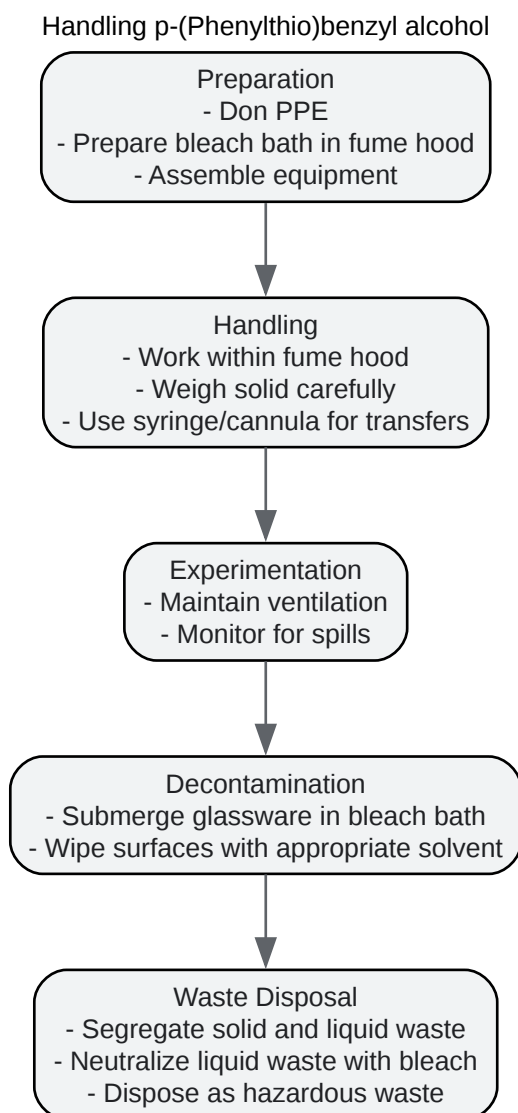 Handling p-(Phenylthio)benzyl alcohol
Preparation
- Don PPE
- Prepare bleach bath in fume hood
- Assemble equipment
Handling
- Work within fume hood
- Weigh solid carefully
- Use syringe/cannula for transfers
Experimentation
- Maintain ventilation
- Monitor for spills
Decontamination
- Submerge glassware in bleach bath
- Wipe surfaces with appropriate solvent
Waste Disposal
- Segregate solid and liquid waste
- Neutralize liquid waste with bleach
- Dispose as hazardous waste